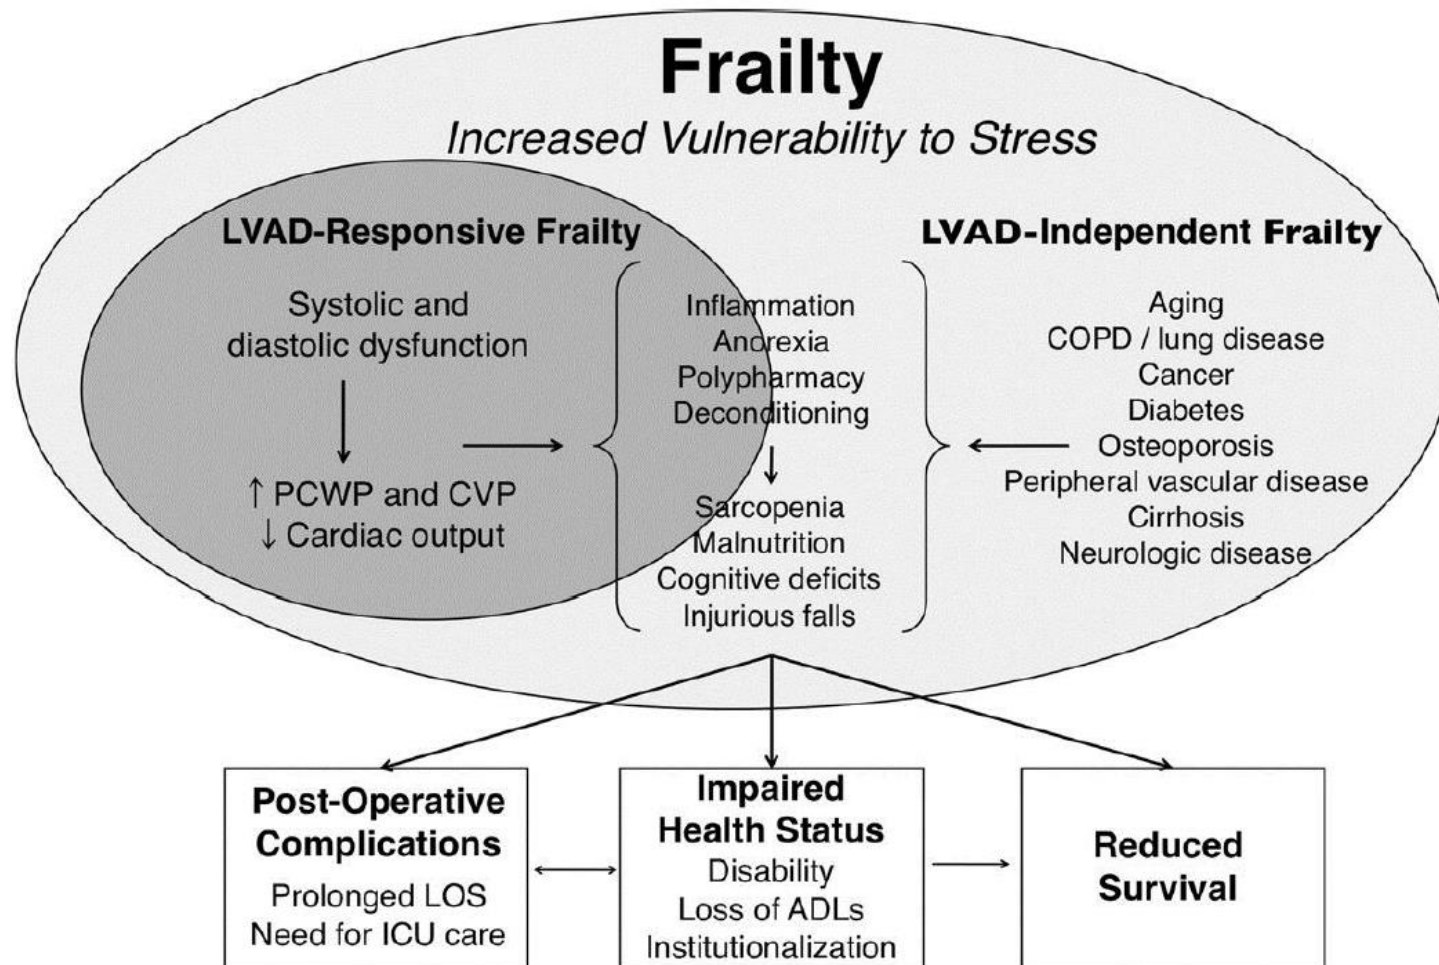 Frailty
Increased Vulnerability to Stress
LVAD-Responsive Frailty
Systolic and
diastolic dysfunction
↑ PCWP and CVP
↓ Cardiac output
Inflammation
Anorexia
Polypharmacy
Deconditioning
Sarcopenia
Malnutrition
Cognitive deficits
Injurious falls
LVAD-Independent Frailty
Aging
COPD / lung disease
Cancer
Diabetes
Osteoporosis
Peripheral vascular disease
Cirrhosis
Neurologic disease
Post-Operative
Complications
Prolonged LOS
Need for ICU care
Impaired
Health Status
Disability
Loss of ADLs
Institutionalization
Reduced
Survival